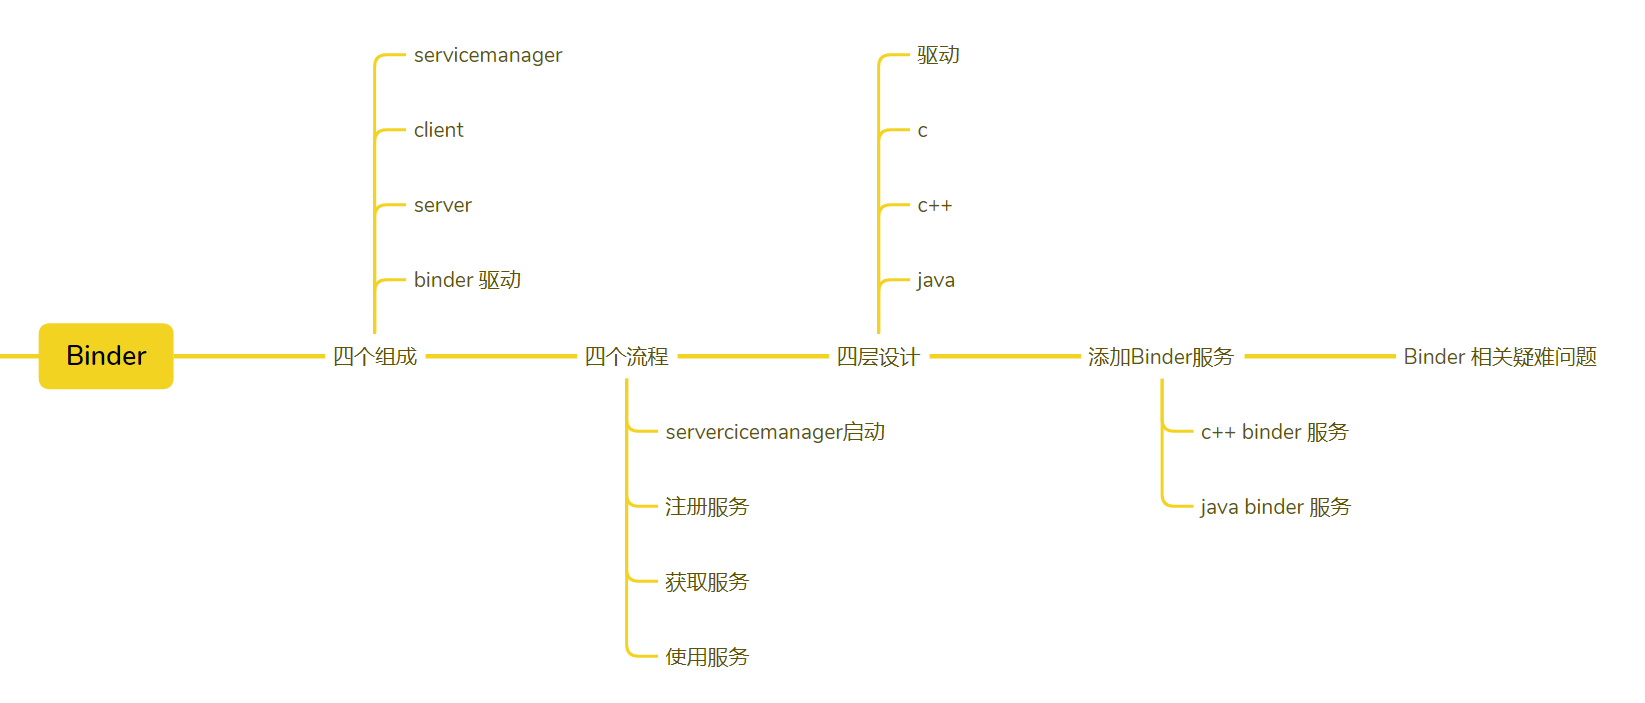 servicemanager
client
server
binder 驱动
驱动
c
c++
java
Binder
四个组成
四个流程
四层设计
添加Binder服务
Binder 相关疑难问题
servercicemanager启动
注册服务
获取服务
使用服务
c++ binder 服务
java binder 服务